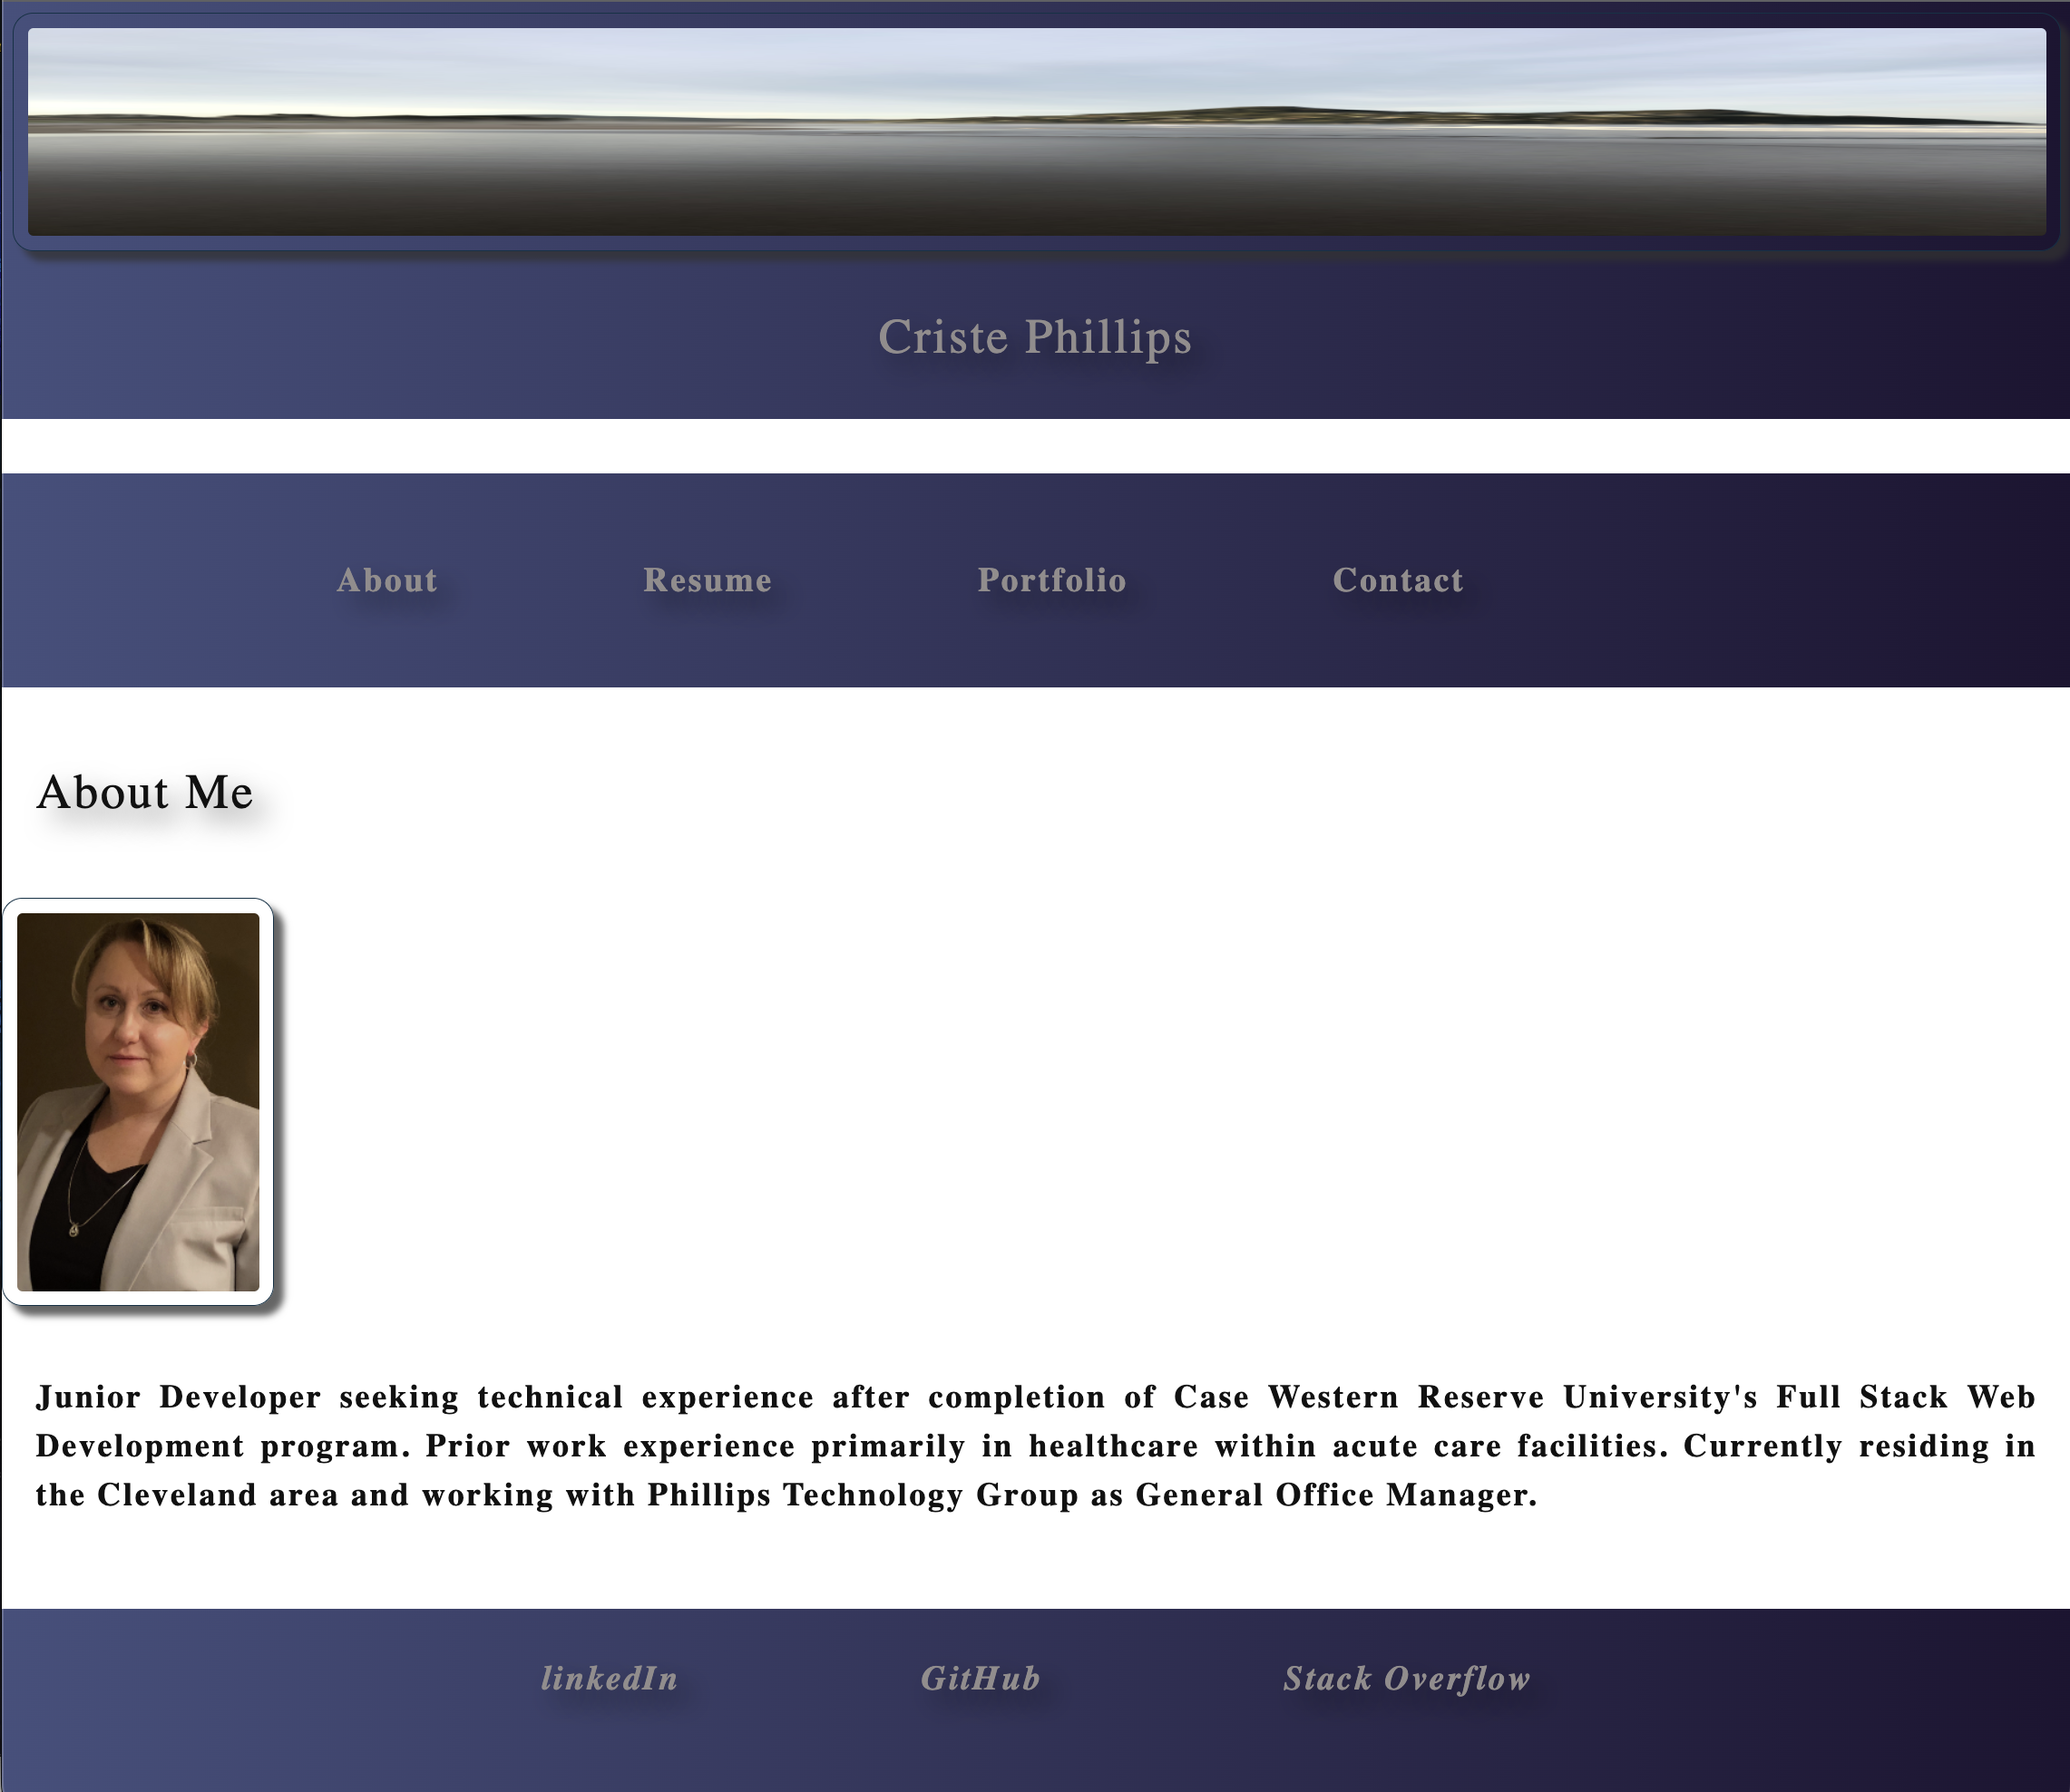 Criste Phillips
About Resume Portfolio Contact
About Me
Junior Developer seeking technical experience after completion of Case Western Reserve University's Full Stack Web
Development program. Prior work experience primarily in healthcare within acute care facilities. Currently residing in
the Cleveland area and working with Phillips Technology Group as General Office Manager.
linkedIn GitHub Stack Overflow